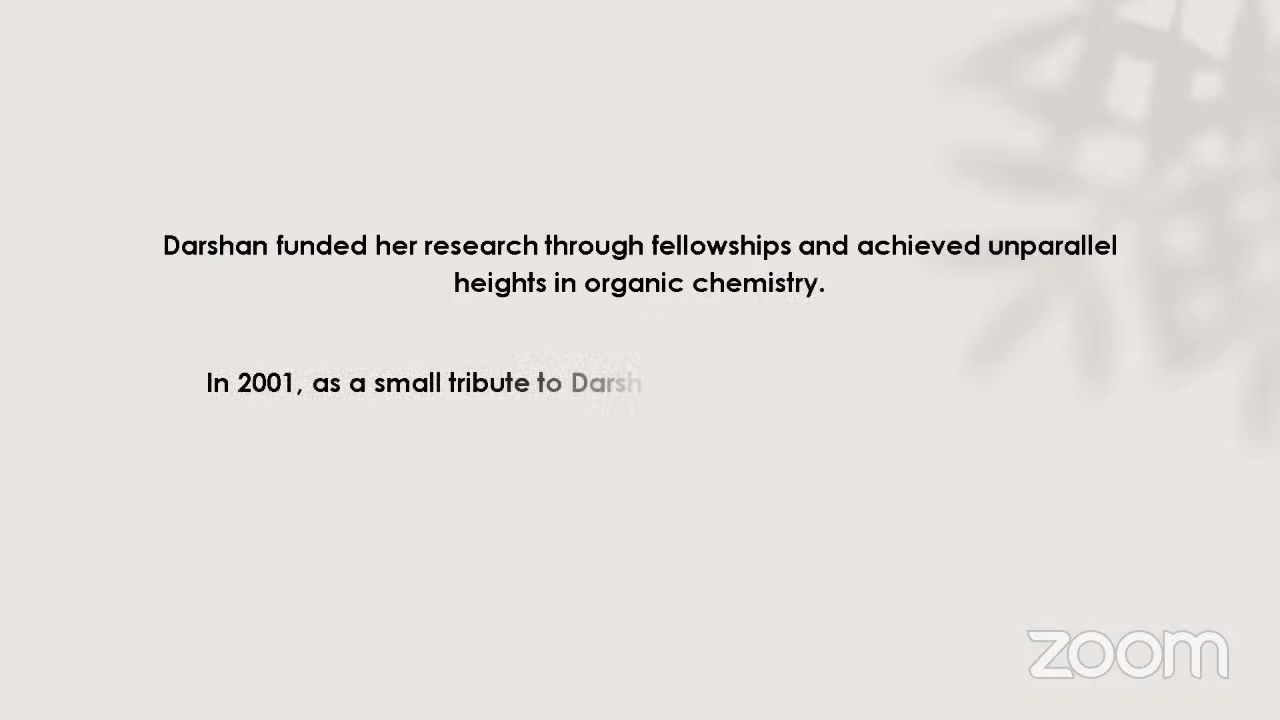 Darshan funded her research through fellowships and achieved unparallel
heights in organic chemistry.
In 2001, as a small tribute to Darsh
zoom